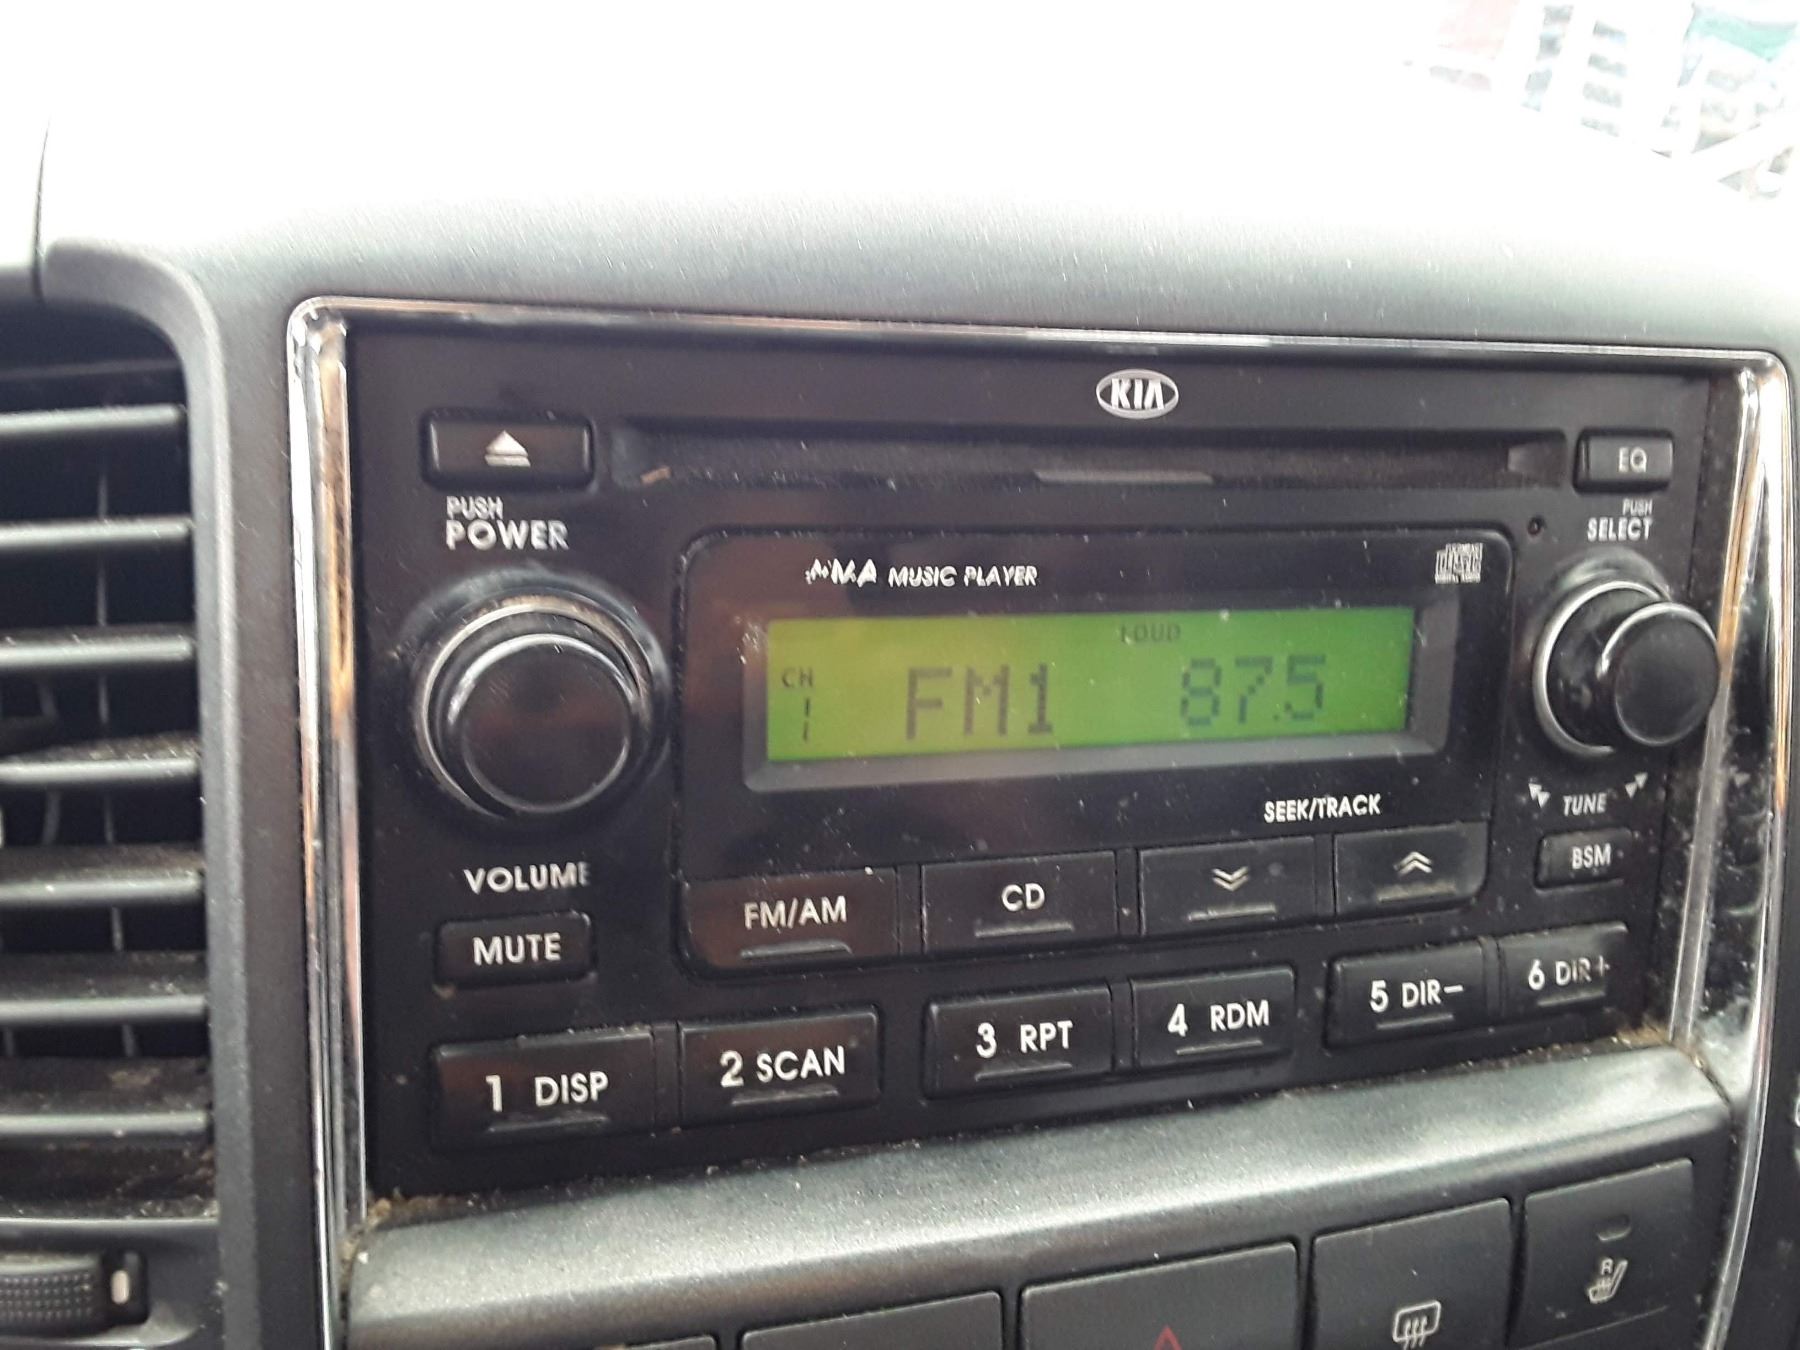 KIA
EQ
PUSH
POWER
PUSH
SELECT
MUSIC PLAYER
LOUD
CH
1
FM1 87.5
SEEK/TRACK
TUNE
VOLUME
FM/AM
CD
BSM
MUTE
1 DISP
2 SCAN
3 RPT
4 RDM
5 DIR-
6 DIR+
R